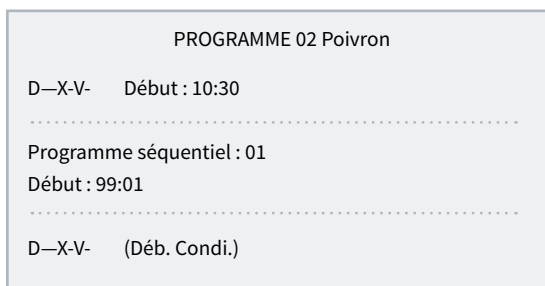 PROGRAMME 02 Poivron
D—X-V- Début : 10:30
Programme séquentiel : 01
Début : 99:01
D—X-V- (Déb. Condi.)